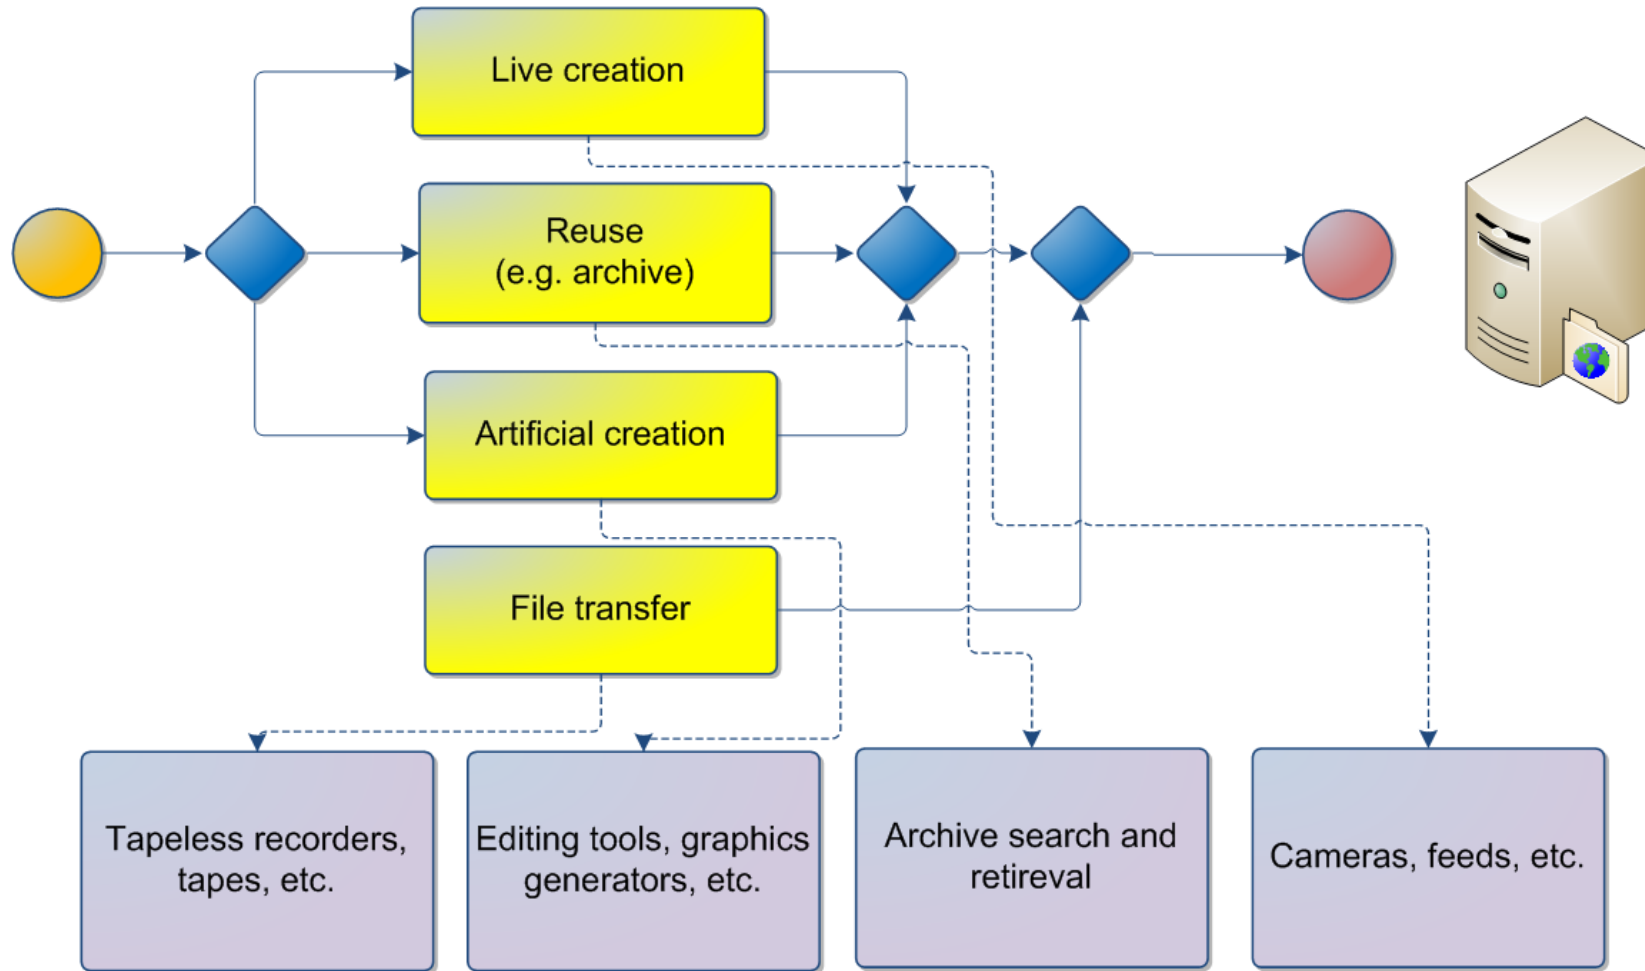 Live creation
Reuse
(e.g. archive)
Artificial creation
File transfer
Tapeless recorders,
tapes, etc.
Editing tools, graphics
generators, etc.
Archive search and
retireval
Cameras, feeds, etc.